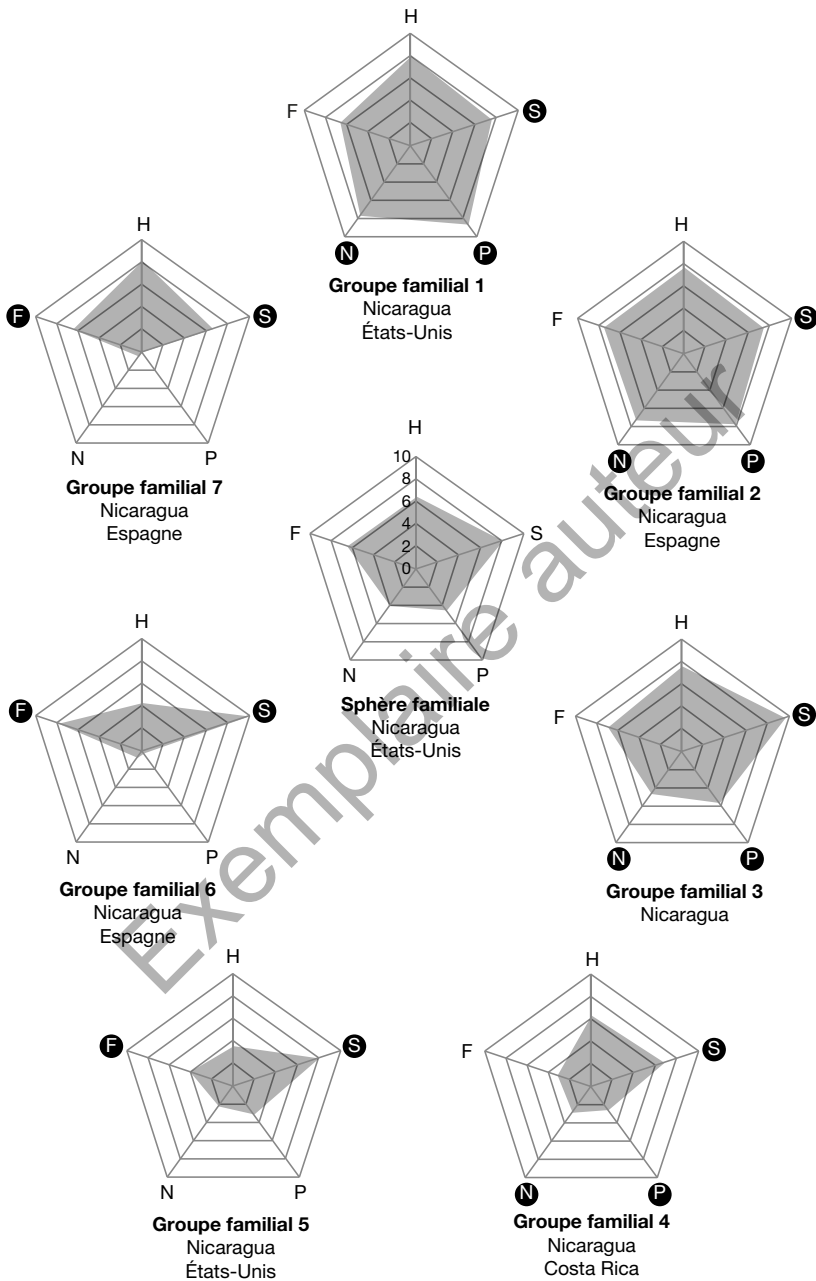 H
F
S
N
P
Groupe familial 1
Nicaragua
États-Unis
H
F
S
N
P
Groupe familial 7
Nicaragua
Espagne
H
F
S
N
P
Groupe familial 2
Nicaragua
Espagne
H
10
8
6
4
2
0
F
S
N
P
Sphère familiale
Nicaragua
États-Unis
H
F
S
N
P
Groupe familial 6
Nicaragua
Espagne
H
F
S
N
P
Groupe familial 3
Nicaragua
H
F
S
N
P
Groupe familial 5
Nicaragua
États-Unis
H
F
S
N
P
Groupe familial 4
Nicaragua
Costa Rica
Exemplaire auteur